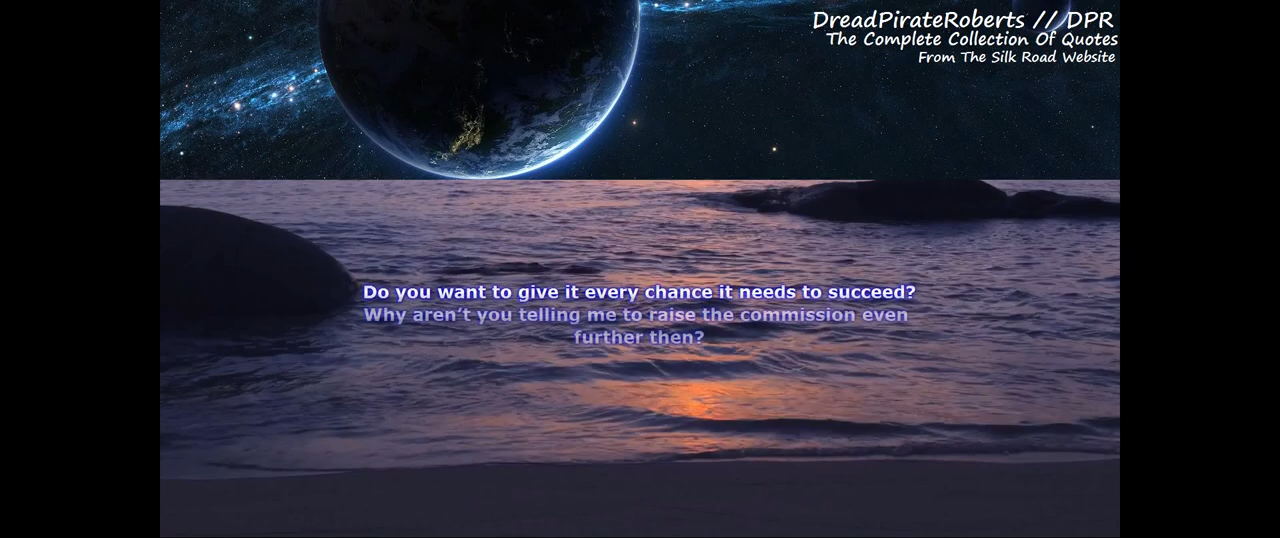 DreadPirateRoberts // DPR
The Complete Collection Of Quotes
From The Silk Road Website
Do you want to give it every chance it needs to succeed?
Why aren’t you telling me to raise the commission even
further then?